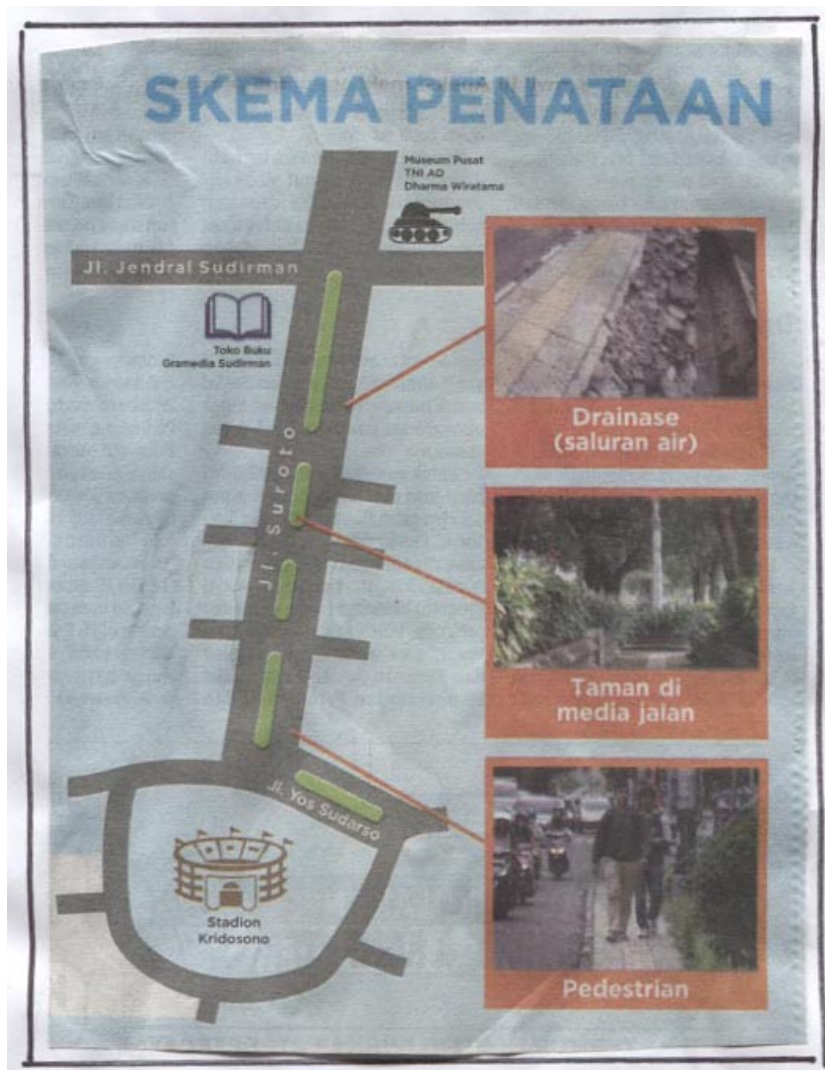 SKEMA PENATAAN
Museum Pusat
TNI AD
Dharma Wiratama
Jl. Jendral Sudirman
Toko Buku
Gramedia Sudirman
Jl. Suroto
Drainase
(saluran air)
Taman di
media jalan
Jl. Yos Sudarso
Stadion
Kridosono
Pedestrian